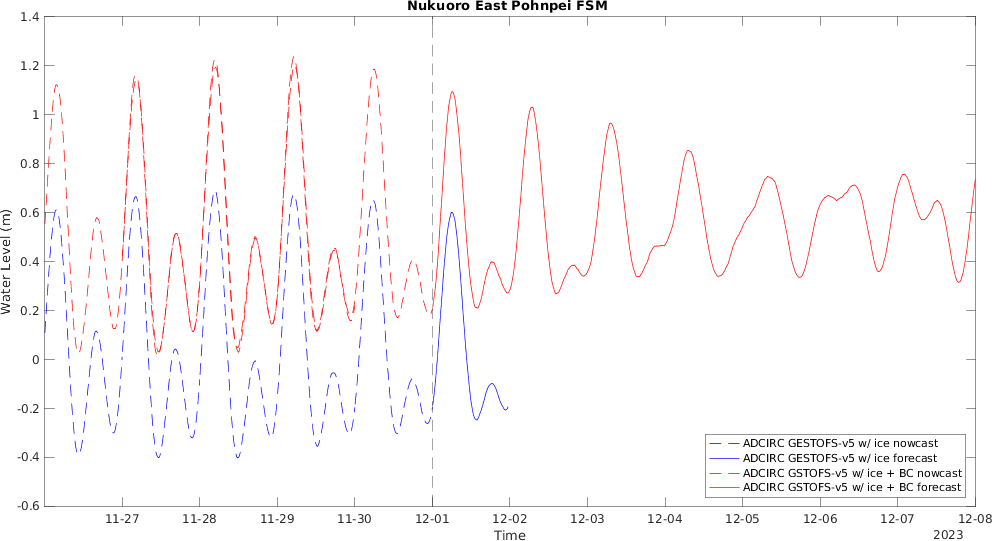 Nukuoro East Pohnpei FSM
1.4
1.2
1
0.8
0.6
0.4
0.2
0
-0.2
-0.4
-0.6
Water Level (m)
ADCIRC GESTOFS-v5 w/ ice nowcast
ADCIRC GESTOFS-v5 w/ ice forecast
ADCIRC GSTOFS-v5 w/ ice + BC nowcast
ADCIRC GSTOFS-v5 w/ ice + BC forecast
11-27 11-28 11-29 11-30 12-01 12-02 12-03 12-04 12-05 12-06 12-07 12-08
Time
2023